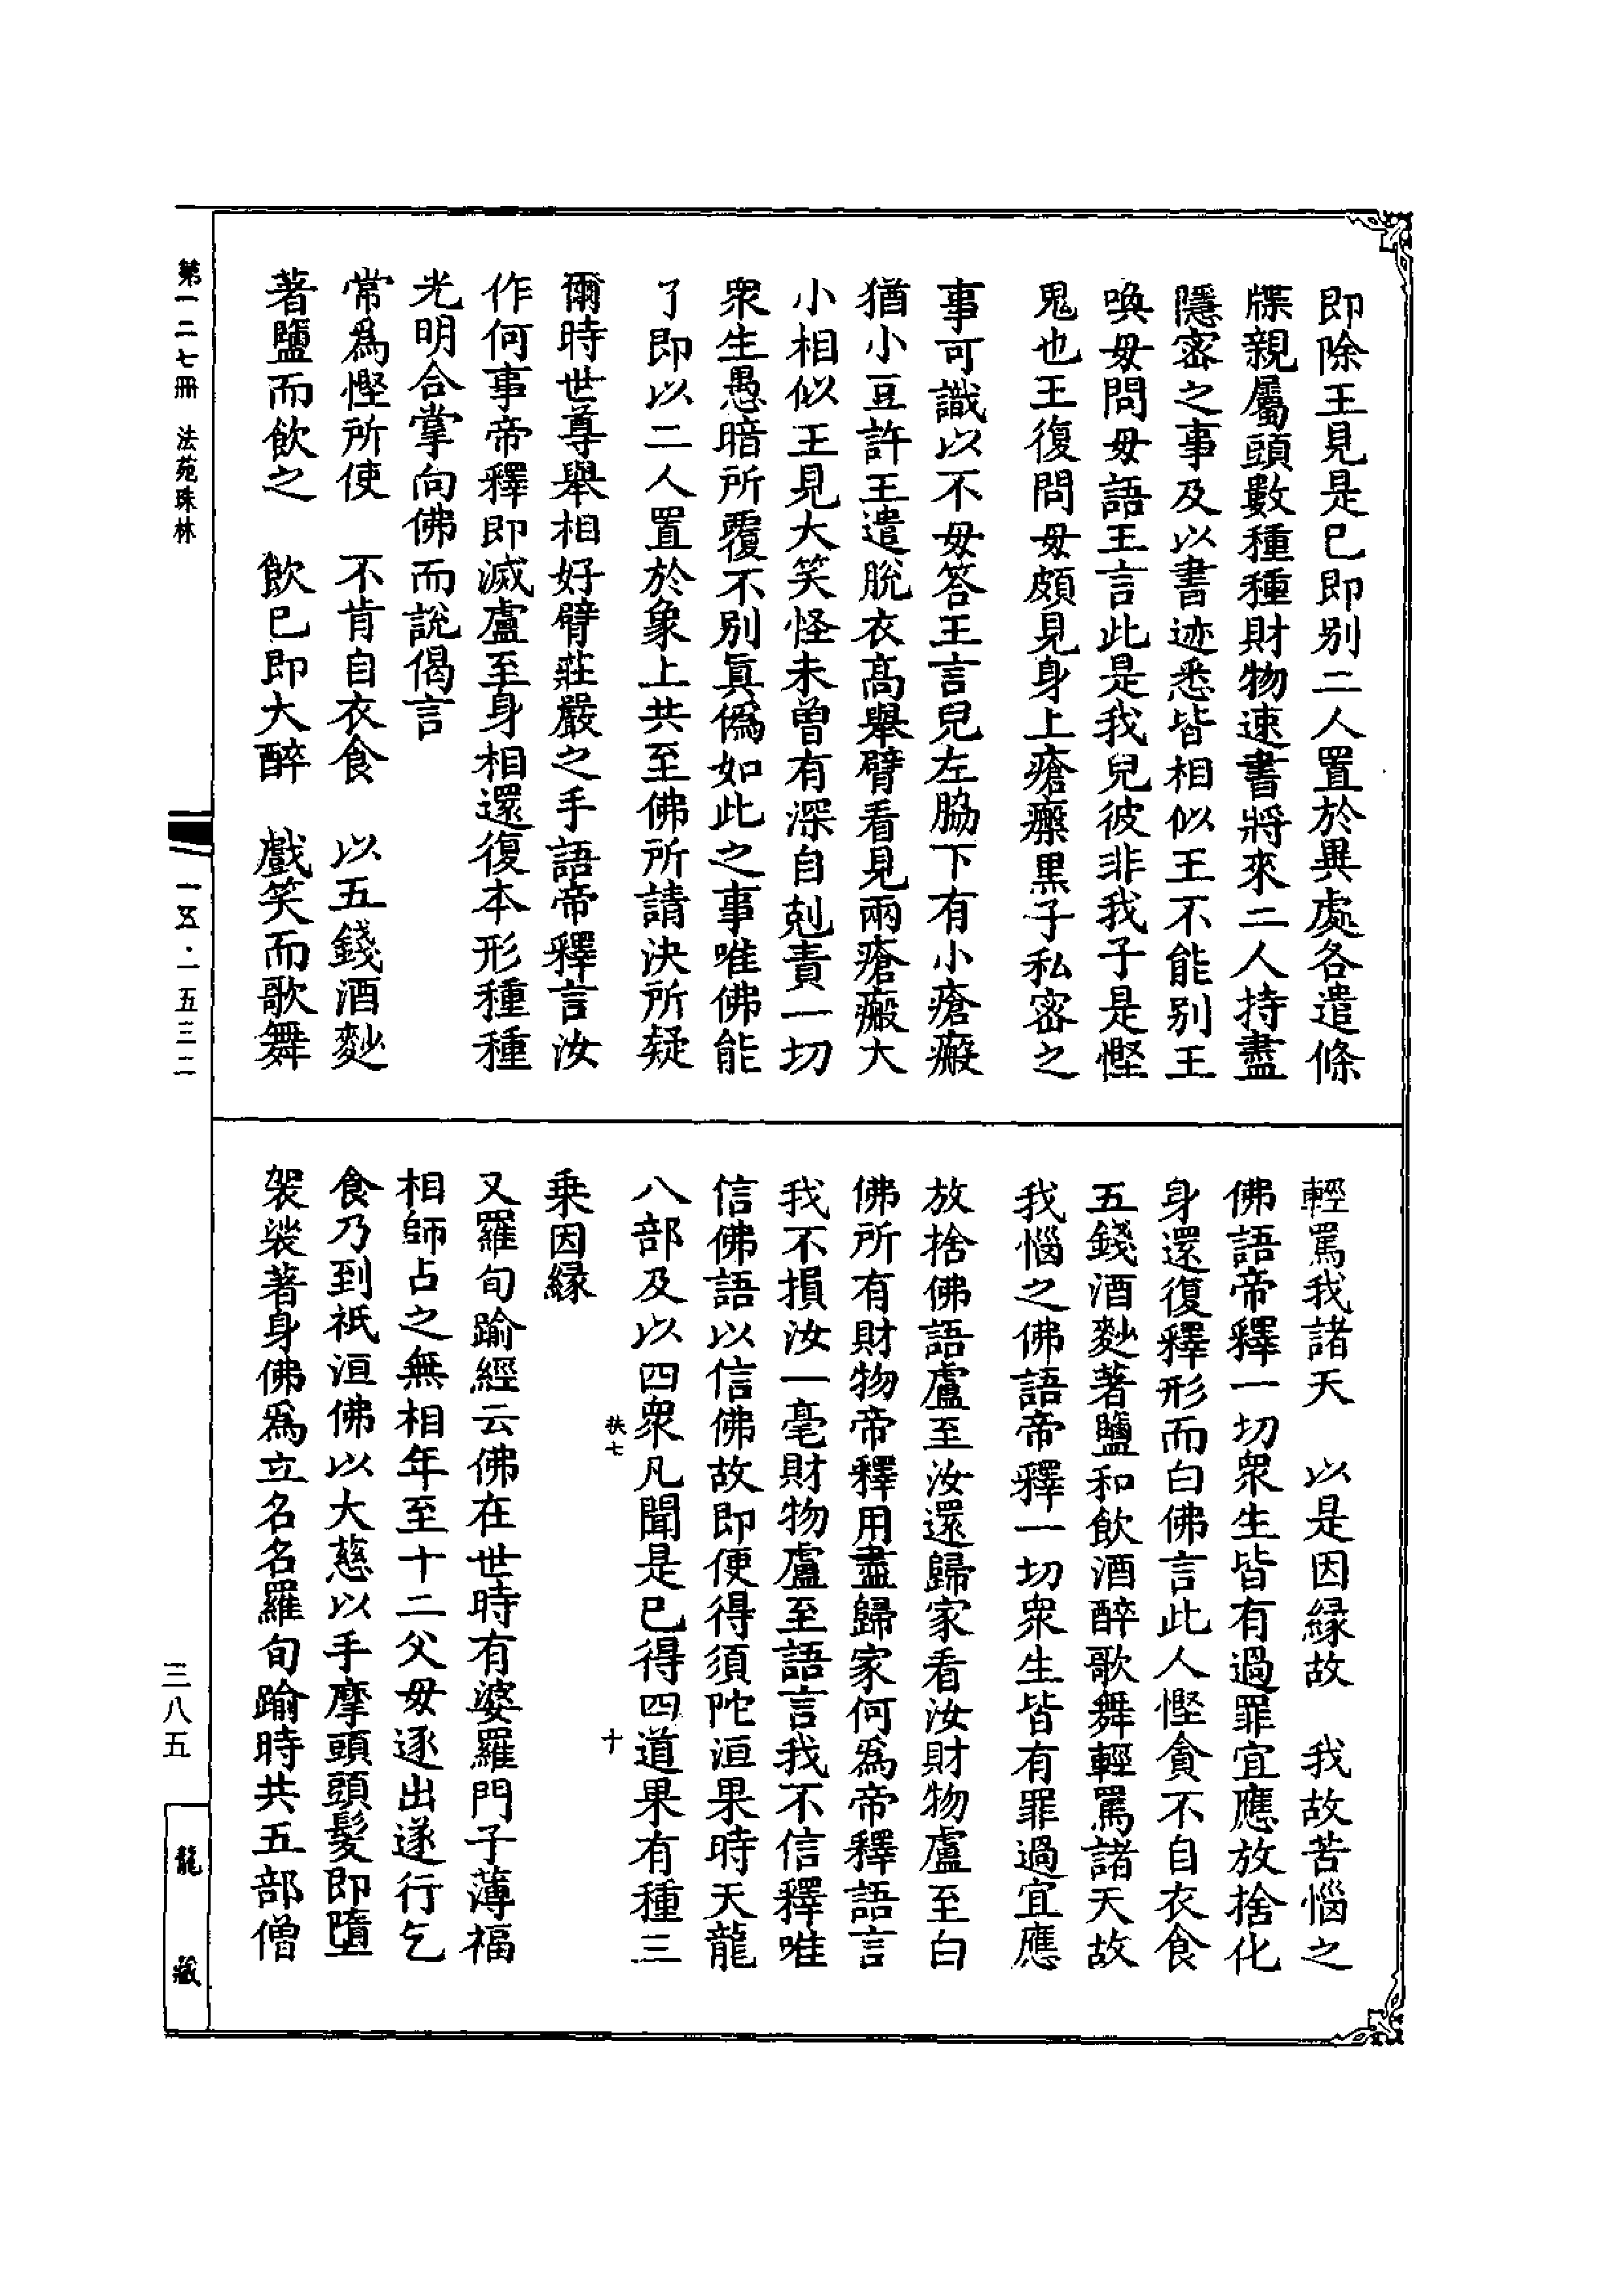 即除王見是已即别二人置於異處各遣條
牒親屬頭數種種財物速書將來二人持盡
隱密之事及以書迹悉皆相似王不能别王
喚毋問毋語王言此是我兒彼非我子是慳
鬼也王復問毋頗見身上瘡癴黒子私密之
事可識以不毋答王言兒左脇下有小瘡瘢
猶小豆許王遣脫衣髙舉臂看見兩瘡瘢大
小相似王見大笑怪未曾有深自剋責一切
衆生愚暗所覆不别眞僞如此之事唯佛能
了即以二人置於象上共至佛所請決所疑
爾時世尊舉相好臂莊嚴之手語帝釋言汝
作何事帝釋即滅盧至身相還復本形種種
光明合掌向佛而說偈言
常爲慳所使　不肯自衣食　以五錢酒麨
著鹽而飲之　飲已即大醉　戲笑而歌舞
輕罵我諸天　以是因緣故　我故苦惱之
佛語帝釋一切衆生皆有過罪宜應放捨化
身還復釋形而白佛言此人慳貪不自衣食
五錢酒麨著鹽和飲酒醉歌舞輕罵諸天故
我惱之佛語帝釋一切衆生皆有罪過宜應
放捨佛語盧至汝還歸家看汝財物盧至白
佛所有財物帝釋用盡歸家何爲帝釋語言
我不損汝一毫財物盧至語言我不信釋唯
信佛語以信佛故即便得須陀洹果時天龍
八部及以四衆凡聞是已得四道果有種三
扶七
十
乘因緣
又羅旬踰經云佛在世時有婆羅門子薄福
相師占之無相年至十二父毋逐出遂行乞
食乃到祇洹佛以大慈以手摩頭頭髮即墮
袈裟著身佛爲立名名羅旬踰時共五部僧
第一二七冊　法苑珠林
一五·一五三二
三八五
龍藏